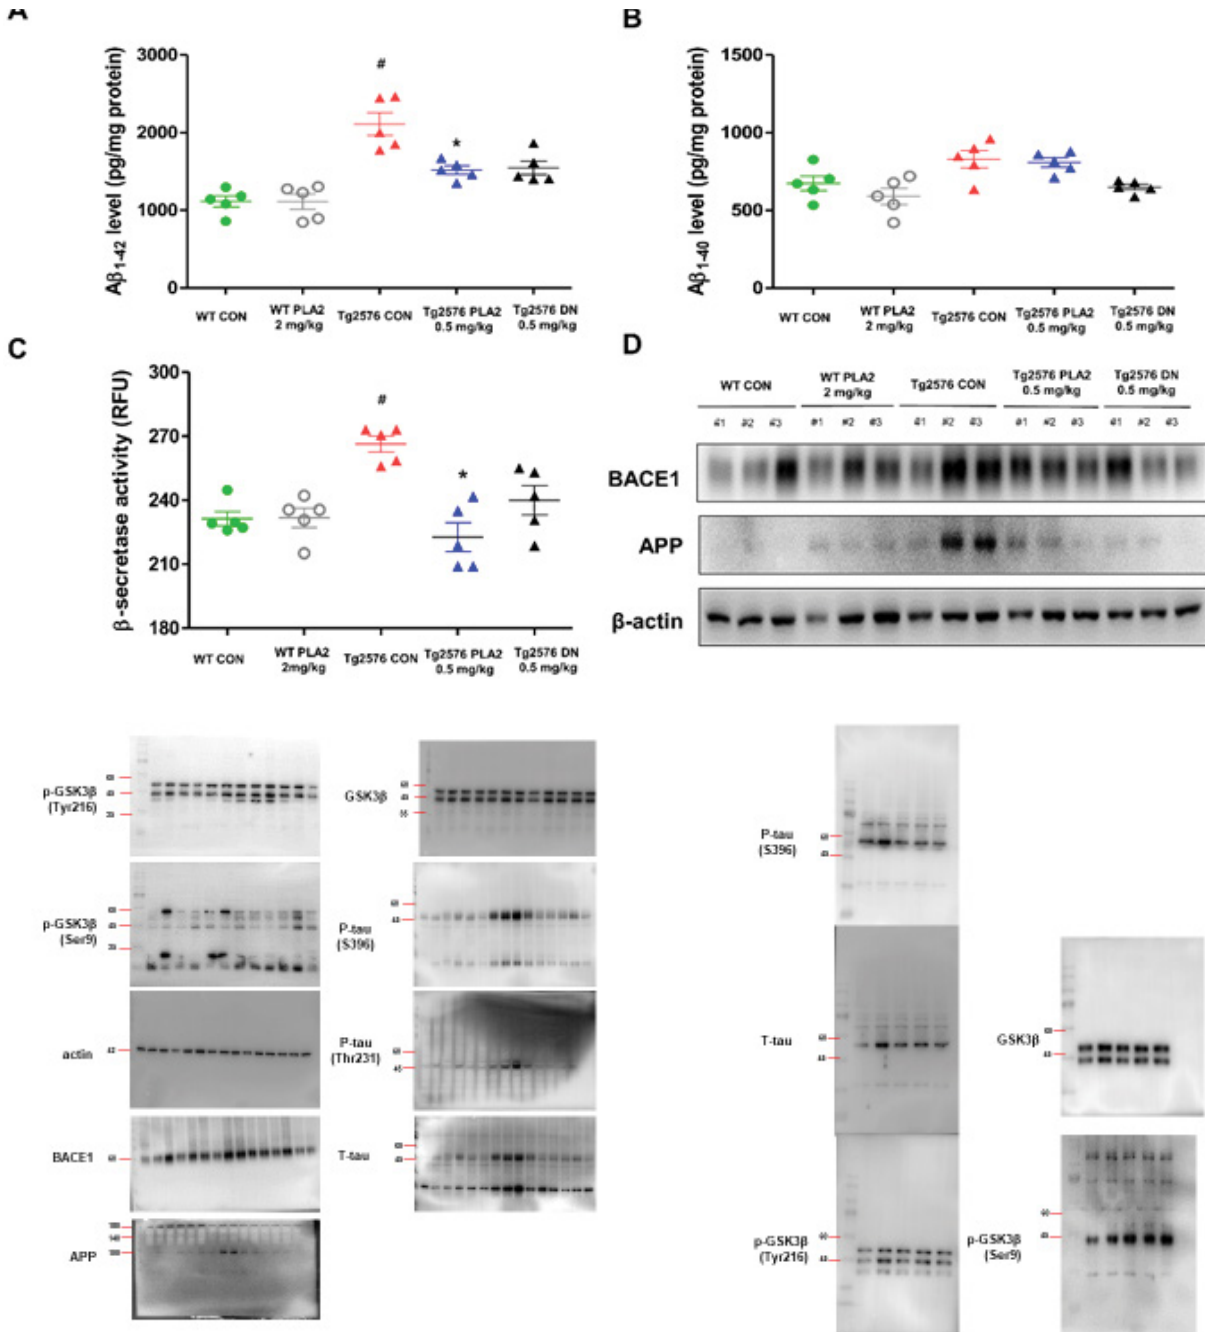 A
B
Aβ1-42 level (pg/mg protein)
3000
2000
1000
0
#
*
WT CON
WT PLA2
2 mg/kg
Tg2576 CON
Tg2576 PLA2
0.5 mg/kg
Tg2576 DN
0.5 mg/kg
Aβ1-40 level (pg/mg protein)
1500
1000
500
0
WT CON
WT PLA2
2 mg/kg
Tg2576 CON
Tg2576 PLA2
0.5 mg/kg
Tg2576 DN
0.5 mg/kg
C
β-secretase activity (RFU)
300
270
240
210
180
#
*
WT CON
WT PLA2
2mg/kg
Tg2576 CON
Tg2576 PLA2
0.5 mg/kg
Tg2576 DN
0.5 mg/kg
D
WT CON
WT PLA2
2 mg/kg
Tg2576 CON
Tg2576 PLA2
0.5 mg/kg
Tg2576 DN
0.5 mg/kg
#1 #2 #3 #1 #2 #3 #1 #2 #3 #1 #2 #3 #1 #2 #3
BACE1
APP
β-actin
p-GSK3β
(Tyr216)
GSK3β
p-GSK3β
(Ser9)
P-tau
(S396)
actin
P-tau
(Thr231)
BACE1
T-tau
APP
P-tau
(S396)
T-tau
GSK3β
p-GSK3β
(Tyr216)
p-GSK3β
(Ser9)